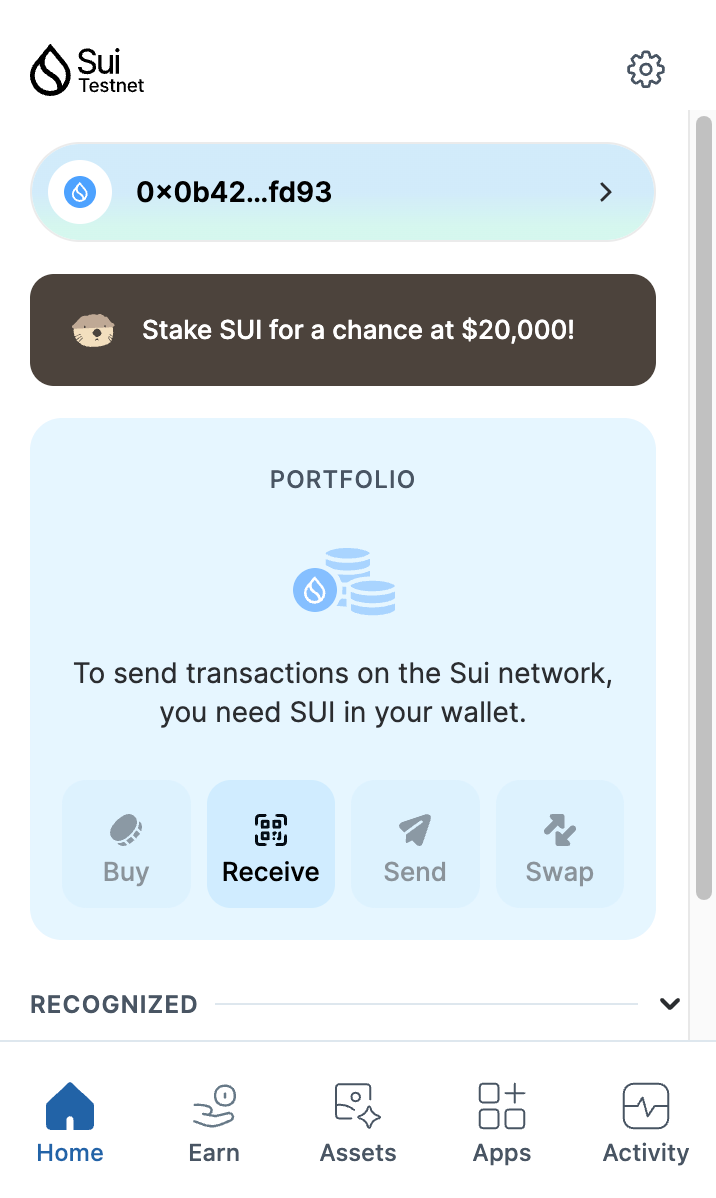 Sui
Testnet
0×0b42...fd93
Stake SUI for a chance at $20,000!
PORTFOLIO
To send transactions on the Sui network,
you need SUI in your wallet.
Buy
Receive
Send
Swap
RECOGNIZED
Home
Earn
Assets
Apps
Activity